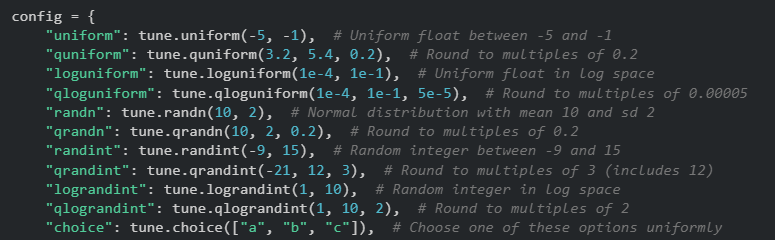 config = {
    "uniform": tune.uniform(-5, -1),  # Uniform float between -5 and -1
    "quniform": tune.quniform(3.2, 5.4, 0.2),  # Round to multiples of 0.2
    "loguniform": tune.loguniform(1e-4, 1e-1),  # Uniform float in log space
    "qloguniform": tune.qloguniform(1e-4, 1e-1, 5e-5),  # Round to multiples of 0.00005
    "randn": tune.randn(10, 2),  # Normal distribution with mean 10 and sd 2
    "qrandn": tune.qrandn(10, 2, 0.2),  # Round to multiples of 0.2
    "randint": tune.randint(-9, 15),  # Random integer between -9 and 15
    "qrandint": tune.qrandint(-21, 12, 3),  # Round to multiples of 3 (includes 12)
    "lograndint": tune.lograndint(1, 10),  # Random integer in log space
    "qlograndint": tune.qlograndint(1, 10, 2),  # Round to multiples of 2
    "choice": tune.choice(["a", "b", "c"]),  # Choose one of these options uniformly